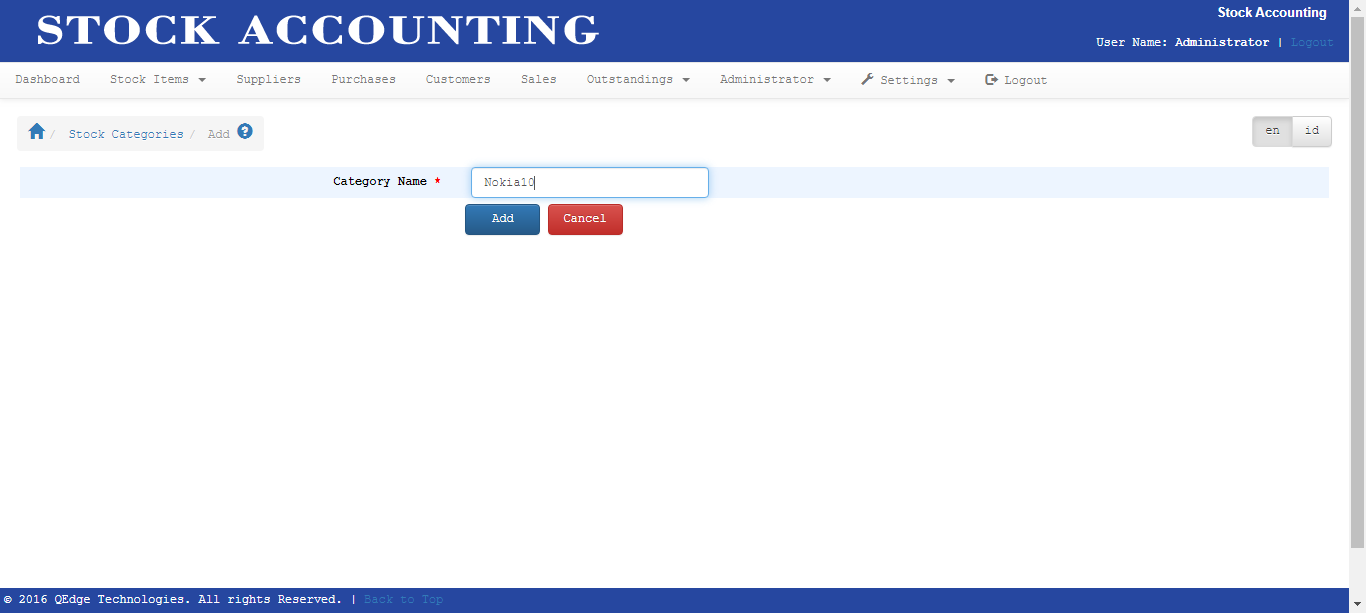 STOCK ACCOUNTING
Stock Accounting
User Name: Administrator | Logout
Dashboard Stock Items Suppliers Purchases Customers Sales Outstandings Administrator Settings Logout
/ Stock Categories / Add ?
en id
Category Name * Nokia10
Add Cancel
© 2016 QEdge Technologies. All rights Reserved. | Back to Top